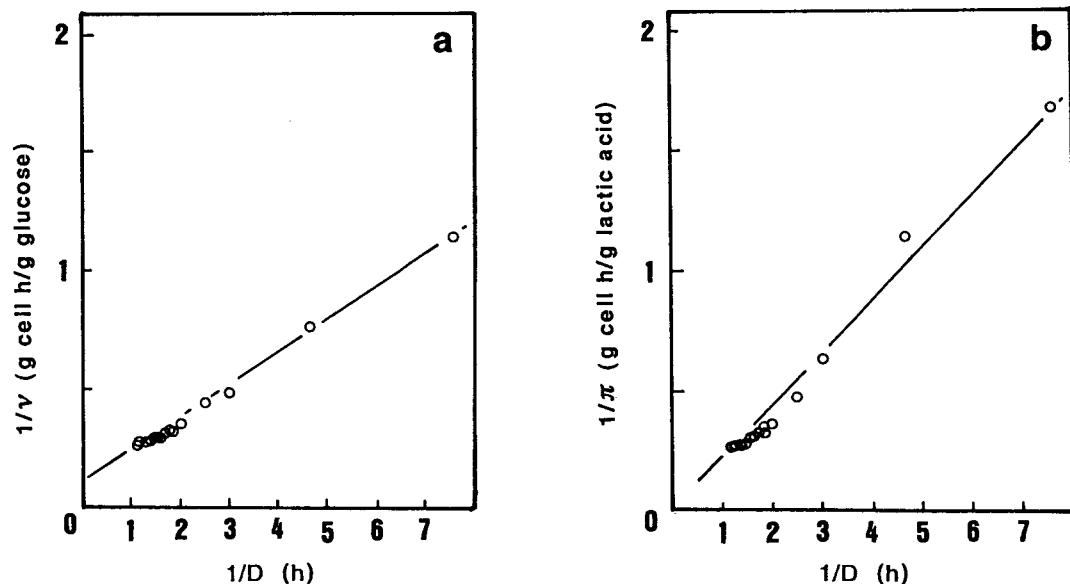 a
2
1
0
1 2 3 4 5 6 7
1/ν (g cell h/g glucose)
1/D (h)
b
2
1
0
1 2 3 4 5 6 7
1/π (g cell h/g lactic acid)
1/D (h)